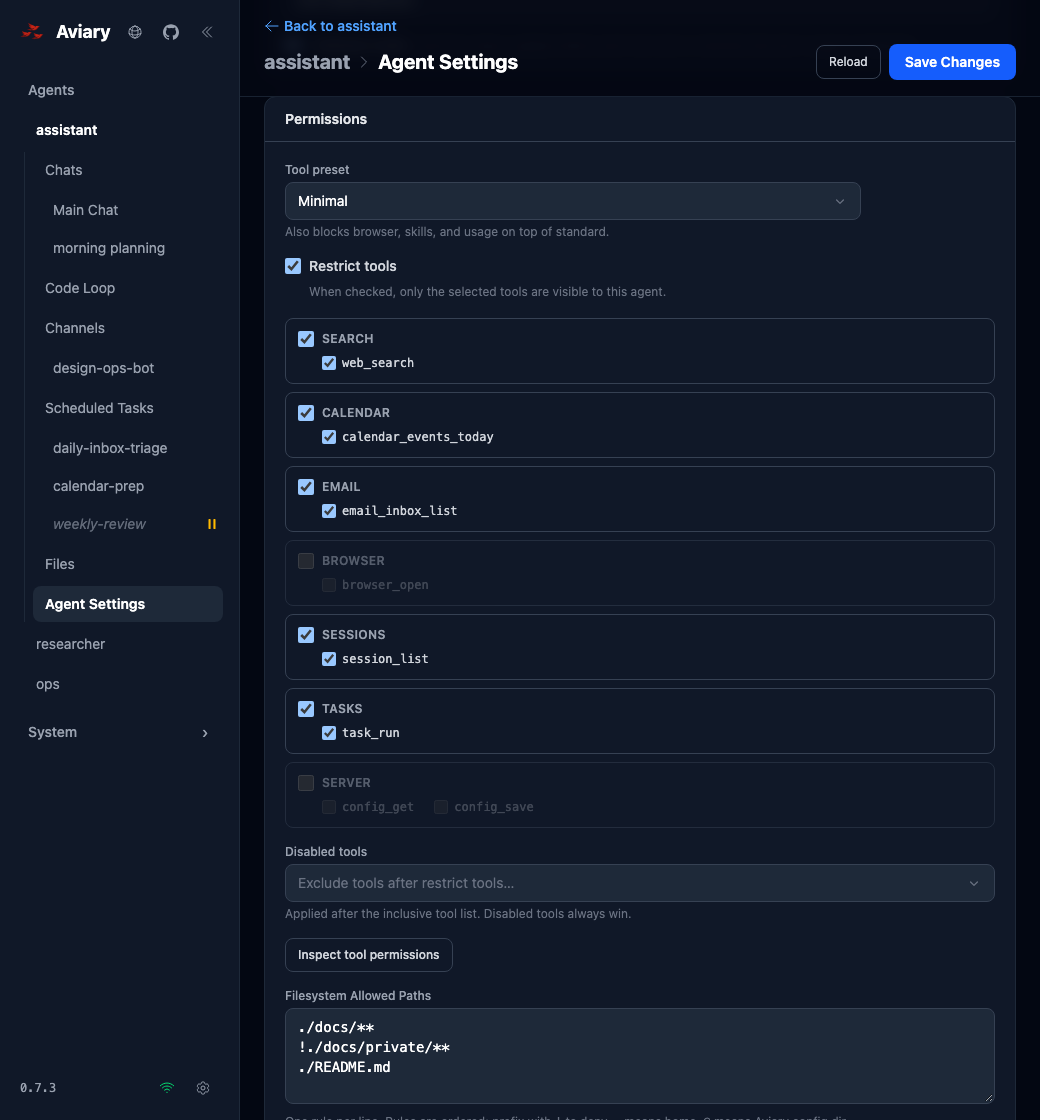 Aviary
Agents
assistant
Chats
Main Chat
morning planning
Code Loop
Channels
design-ops-bot
Scheduled Tasks
daily-inbox-triage
calendar-prep
weekly-review
Files
Agent Settings
researcher
ops
System
0.7.3
Back to assistant
assistant > Agent Settings
Reload
Save Changes
Permissions
Tool preset
Minimal
Also blocks browser, skills, and usage on top of standard.
Restrict tools
When checked, only the selected tools are visible to this agent.
SEARCH
web_search
CALENDAR
calendar_events_today
EMAIL
email_inbox_list
BROWSER
browser_open
SESSIONS
session_list
TASKS
task_run
SERVER
config_get config_save
Disabled tools
Exclude tools after restrict tools...
Applied after the inclusive tool list. Disabled tools always win.
Inspect tool permissions
Filesystem Allowed Paths
./docs/**
!./docs/private/**
./README.md